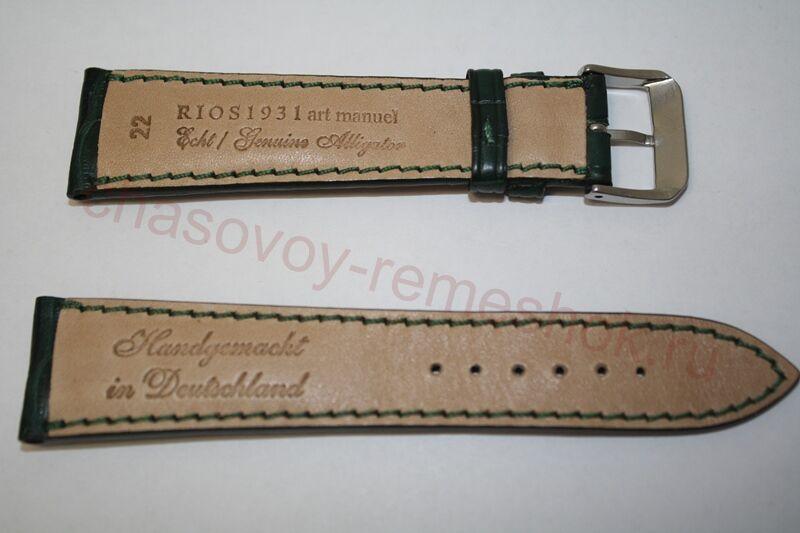 22
RIOS1931 art manuel
Echt / Genuine Alligator
chasovoy-remeshok.ru
Handgemacht
in Deutschland